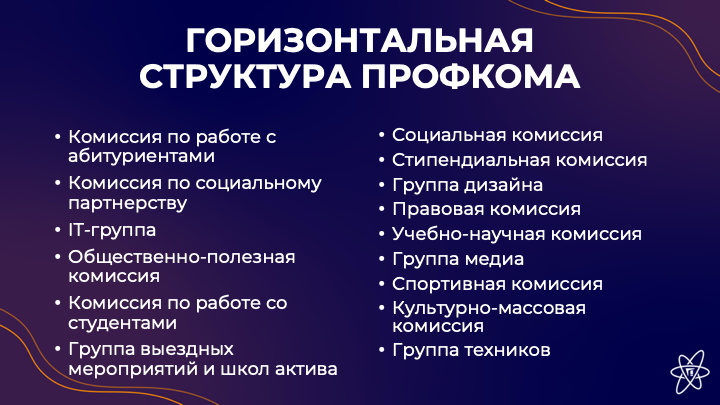 ГОРИЗОНТАЛЬНАЯ
СТРУКТУРА ПРОФКОМА
• Комиссия по работе с
абитуриентами
• Комиссия по социальному
партнерству
• IT-группа
• Общественно-полезная
комиссия
• Комиссия по работе со
студентами
• Группа выездных
мероприятий и школ актива
• Социальная комиссия
• Стипендиальная комиссия
• Группа дизайна
• Правовая комиссия
• Учебно-научная комиссия
• Группа медиа
• Спортивная комиссия
• Культурно-массовая
комиссия
• Группа техников